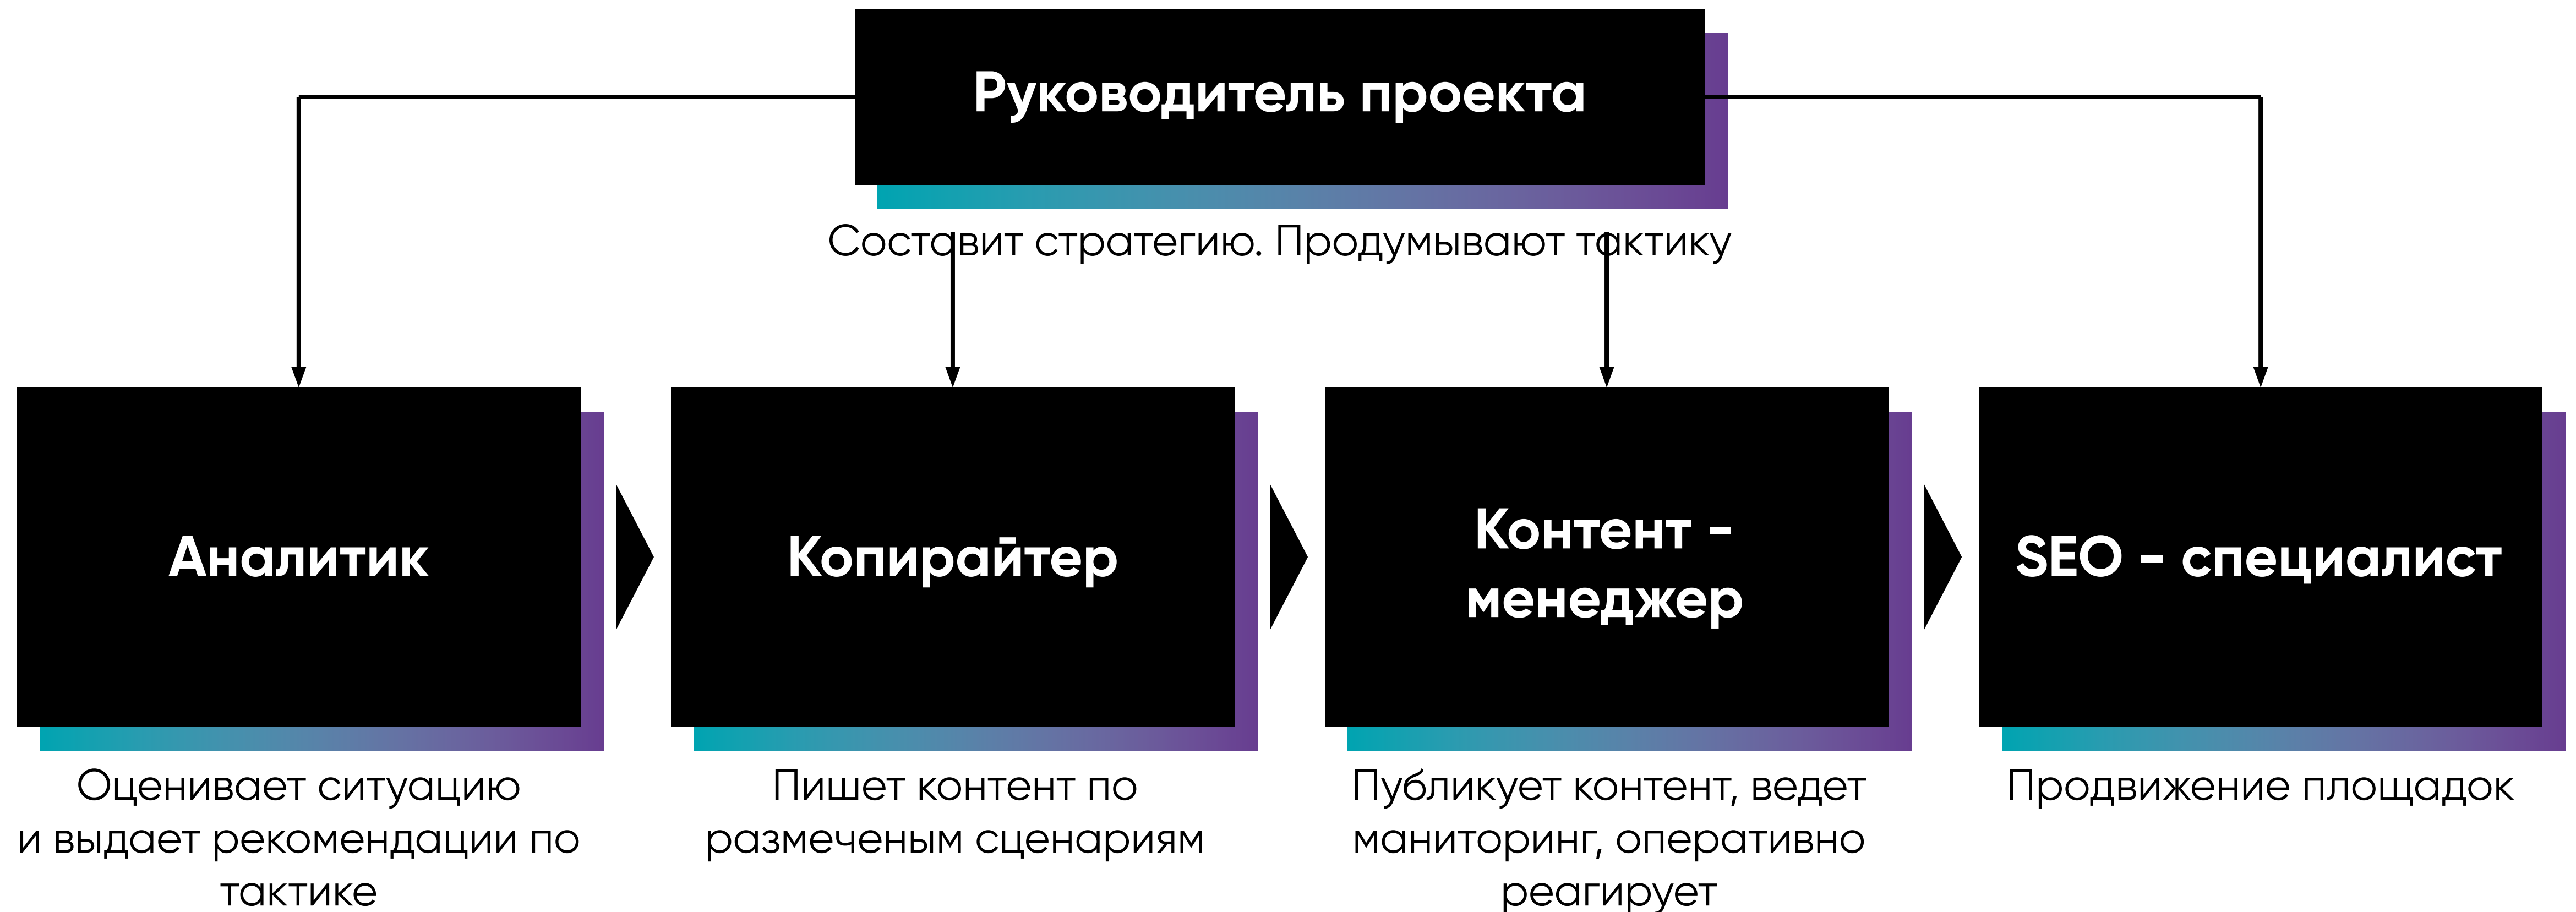 Руководитель проекта
Составит стратегию. Продумывают тактику
Аналитик
Оценивает ситуацию
и выдает рекомендации по
тактике
Копирайтер
Пишет контент по
размеченым сценариям
Контент -
менеджер
Публикует контент, ведет
маниторинг, оперативно
реагирует
SEO - специалист
Продвижение площадок